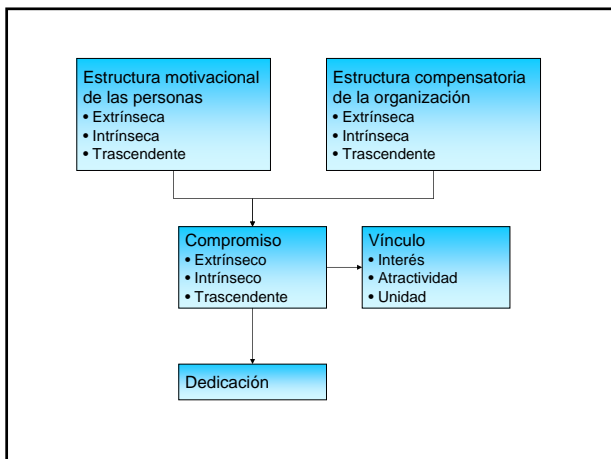 Estructura motivacional
de las personas
• Extrínseca
• Intrínseca
• Trascendente
Estructura compensatoria
de la organización
• Extrínseca
• Intrínseca
• Trascendente
Compromiso
• Extrínseco
• Intrínseco
• Trascendente
Vínculo
• Interés
• Atractividad
• Unidad
Dedicación